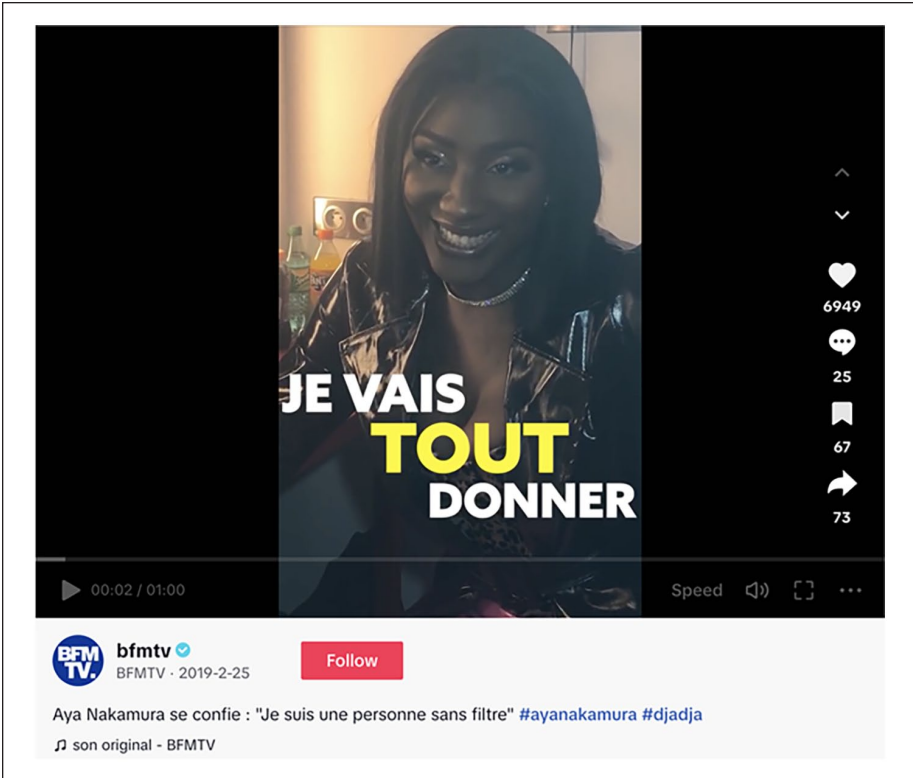 JE VAIS
TOUT
DONNER
6949
25
67
73
00:02 / 01:00
Speed
BFM
TV.
bfmtv
BFMTV · 2019-2-25
Follow
Aya Nakamura se confie : "Je suis une personne sans filtre" #ayanakamura #djadja
son original - BFMTV